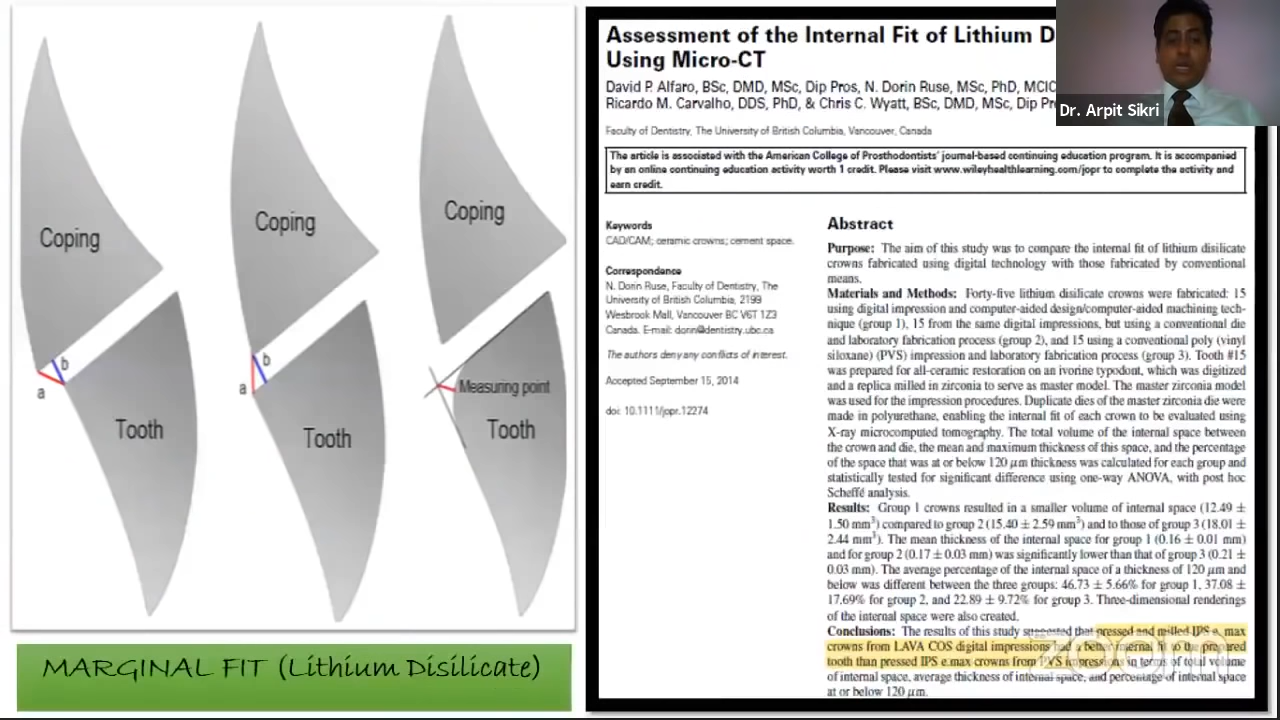 Coping
Coping
Coping
b
a
b
a
Measuring point
Tooth
Tooth
Tooth
MARGINAL FIT (Lithium Disilicate)
Assessment of the Internal Fit of Lithium D
Using Micro-CT
David P. Alfaro, BSc, DMD, MSc, Dip Pros, N. Dorin Ruse, MSc, PhD, MCIC
Ricardo M. Carvalho, DDS, PhD, & Chris C. Wyatt, BSc, DMD, MSc, Dip Pr
Dr. Arpit Sikri
Faculty of Dentistry, The University of British Columbia, Vancouver, Canada
The article is associated with the American College of Prosthodontists' journal-based continuing education program. It is accompanied
by an online continuing education activity worth 1 credit. Please visit www.wileyhealthlearning.com/jopr to complete the activity and
earn credit.
Keywords
CAD/CAM; ceramic crowns; cement space.
Correspondence
N. Dorin Ruse, Faculty of Dentistry, The
University of British Columbia, 2199
Wesbrook Mall, Vancouver BC V6T 1Z3
Canada. E-mail: dorin@dentistry.ubc.ca
The authors deny any conflicts of interest.
Accepted September 15, 2014
doi: 10.1111/jopr.12274
Abstract
Purpose: The aim of this study was to compare the internal fit of lithium disilicate
crowns fabricated using digital technology with those fabricated by conventional
means.
Materials and Methods: Forty-five lithium disilicate crowns were fabricated: 15
using digital impression and computer-aided design/computer-aided machining tech-
nique (group 1), 15 from the same digital impressions, but using a conventional die
and laboratory fabrication process (group 2), and 15 using a conventional poly (vinyl
siloxane) (PVS) impression and laboratory fabrication process (group 3). Tooth #15
was prepared for all-ceramic restoration on an ivorine typodont, which was digitized
and a replica milled in zirconia to serve as master model. The master zirconia model
was used for the impression procedures. Duplicate dies of the master zirconia die were
made in polyurethane, enabling the internal fit of each crown to be evaluated using
X-ray microcomputed tomography. The total volume of the internal space between
the crown and die, the mean and maximum thickness of this space, and the percentage
of the space that was at or below 120 μm thickness was calculated for each group and
statistically tested for significant difference using one-way ANOVA, with post hoc
Scheffé analysis.
Results: Group 1 crowns resulted in a smaller volume of internal space (12.49 ±
1.50 mm³) compared to group 2 (15.40 ± 2.59 mm³) and to those of group 3 (18.01 ±
2.44 mm³). The mean thickness of the internal space for group 1 (0.16 ± 0.01 mm)
and for group 2 (0.17 ± 0.03 mm) was significantly lower than that of group 3 (0.21 ±
0.03 mm). The average percentage of the internal space of a thickness of 120 μm and
below was different between the three groups: 46.73 ± 5.66% for group 1, 37.08 ±
17.69% for group 2, and 22.89 ± 9.72% for group 3. Three-dimensional renderings
of the internal space were also created.
Conclusions: The results of this study suggested that pressed and milled IPS e.max
crowns from LAVA COS digital impressions had a better internal fit to the prepared
tooth than pressed IPS e.max crowns from PVS impressions in terms of total volume
of internal space, average thickness of internal space, and percentage of internal space
at or below 120 μm.
zoom